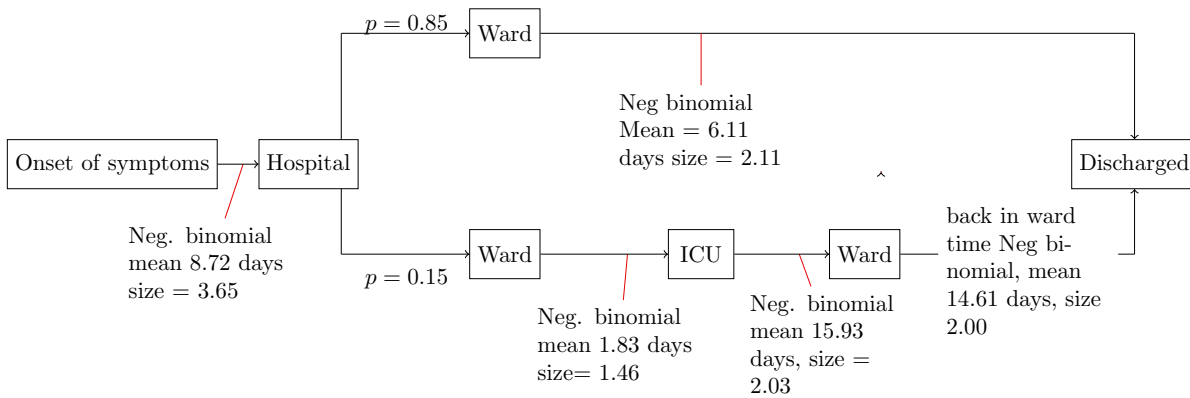 p = 0.85
Ward
Neg binomial
Mean = 6.11
days size = 2.11
Onset of symptoms
Hospital
Discharged
Neg. binomial
mean 8.72 days
size = 3.65
p = 0.15
Ward
ICU
Ward
back in ward
time Neg bi-
nomial, mean
14.61 days, size
2.00
Neg. binomial
mean 1.83 days
size= 1.46
Neg. binomial
mean 15.93
days, size =
2.03